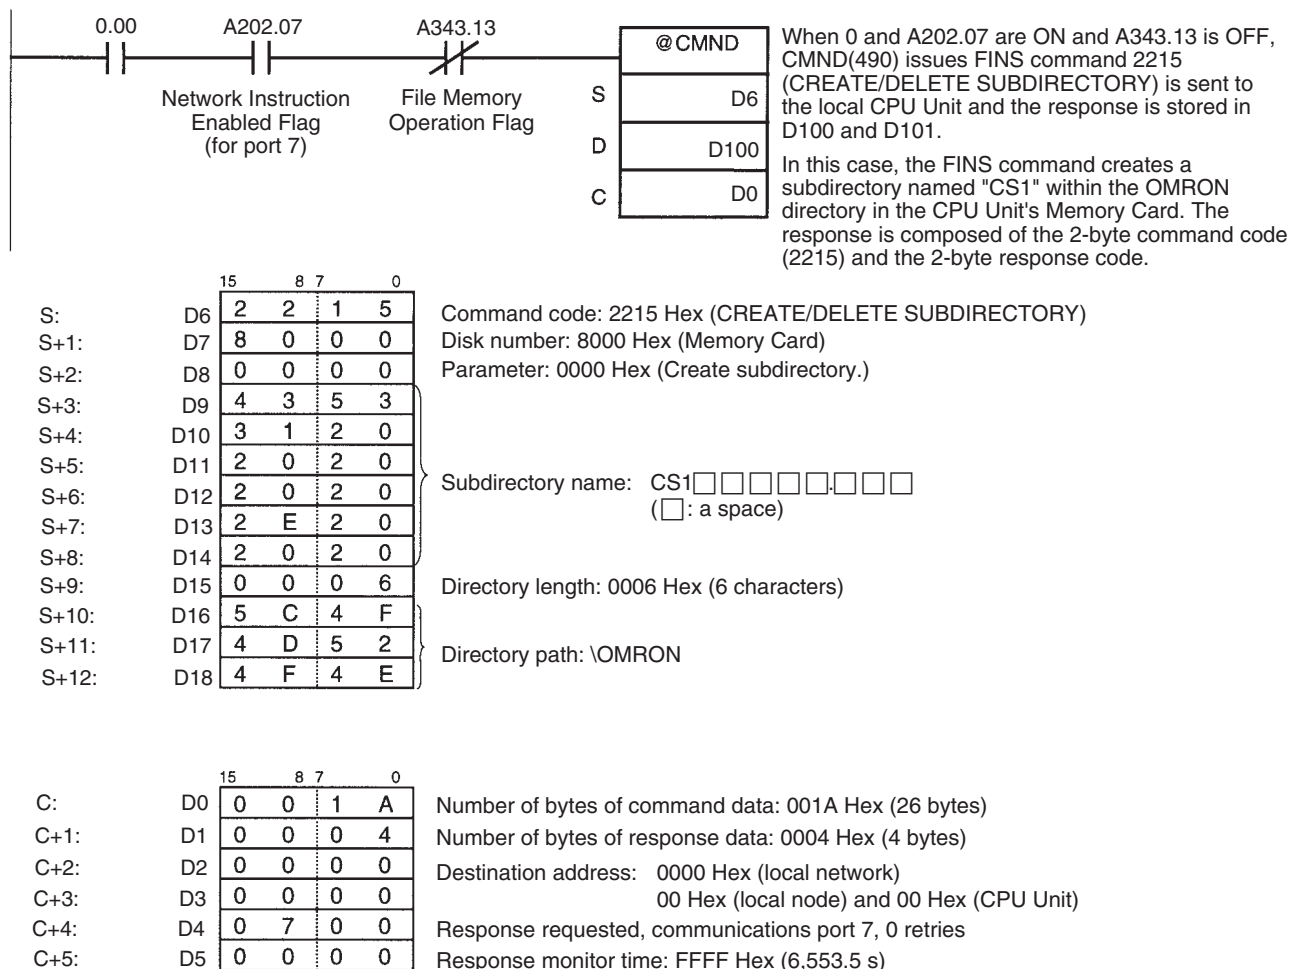 0.00 A202.07 A343.13
Network Instruction
Enabled Flag
(for port 7)
File Memory
Operation Flag
@CMND
S D6
D D100
C D0
When 0 and A202.07 are ON and A343.13 is OFF,
CMND(490) issues FINS command 2215
(CREATE/DELETE SUBDIRECTORY) is sent to
the local CPU Unit and the response is stored in
D100 and D101.
In this case, the FINS command creates a
subdirectory named "CS1" within the OMRON
directory in the CPU Unit's Memory Card. The
response is composed of the 2-byte command code
(2215) and the 2-byte response code.
15 8 7 0
S: D6 2 2 1 5 Command code: 2215 Hex (CREATE/DELETE SUBDIRECTORY)
S+1: D7 8 0 0 0 Disk number: 8000 Hex (Memory Card)
S+2: D8 0 0 0 0 Parameter: 0000 Hex (Create subdirectory.)
S+3: D9 4 3 5 3
S+4: D10 3 1 2 0
S+5: D11 2 0 2 0
S+6: D12 2 0 2 0
S+7: D13 2 E 2 0
S+8: D14 2 0 2 0
Subdirectory name: CS1□□□□□.□□□
(□: a space)
S+9: D15 0 0 0 6 Directory length: 0006 Hex (6 characters)
S+10: D16 5 C 4 F
S+11: D17 4 D 5 2
S+12: D18 4 F 4 E
Directory path: \OMRON
15 8 7 0
C: D0 0 0 1 A Number of bytes of command data: 001A Hex (26 bytes)
C+1: D1 0 0 0 4 Number of bytes of response data: 0004 Hex (4 bytes)
C+2: D2 0 0 0 0 Destination address: 0000 Hex (local network)
C+3: D3 0 0 0 0 00 Hex (local node) and 00 Hex (CPU Unit)
C+4: D4 0 7 0 0 Response requested, communications port 7, 0 retries
C+5: D5 0 0 0 0 Response monitor time: FFFF Hex (6,553.5 s)